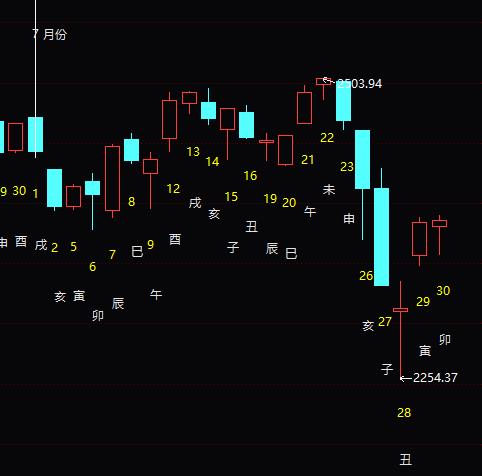 7 月份
2503.94
22
13
14
21
23
16
9 30 1
12
未
8
15
19
20
戌
亥
午
申
丑
申 酉 戌
2
5
酉
子
辰
巳
巳
9
7
6
26
30
29
亥
寅
午
辰
卯
27
亥
卯
寅
子
2254.37
28
丑